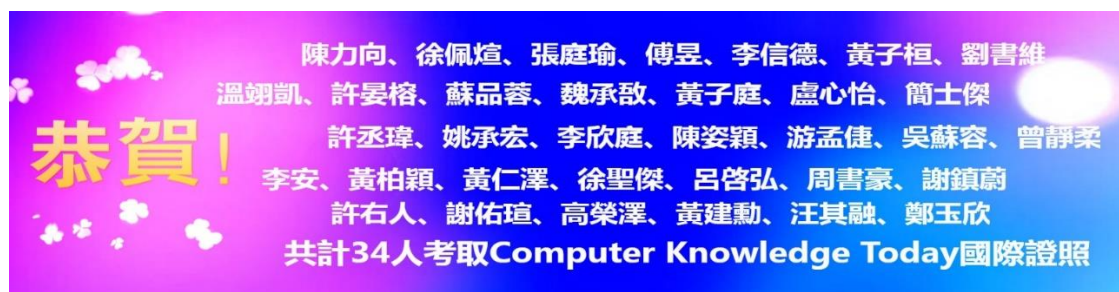 恭賀!
陳力向、徐佩煊、張庭瑜、傅昱、李信德、黃子桓、劉書維
溫翊凱、許晏榕、蘇品蓉、魏承敔、黃子庭、盧心怡、簡士傑
許丞瑋、姚承宏、李欣庭、陳姿穎、游孟倢、吳蘇容、曾靜柔
李安、黃柏穎、黃仁澤、徐聖傑、呂啓弘、周書豪、謝鎮蔚
許右人、謝佑瑄、高榮澤、黃建勳、汪其融、鄭玉欣
共計34人考取Computer Knowledge Today國際證照